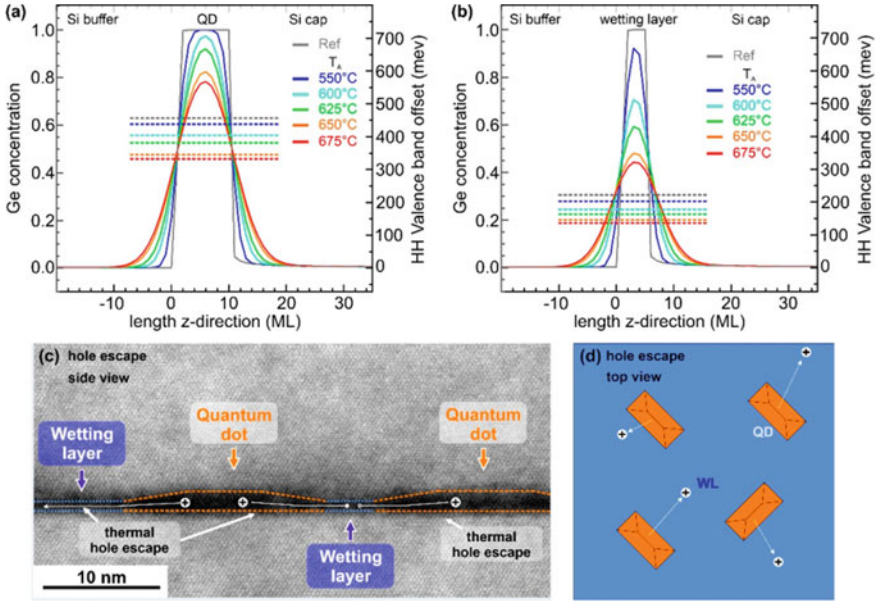 (a)
Si buffer
QD
Si cap
Ref
T_A
550°C
600°C
625°C
650°C
675°C
Ge concentration
1.0
0.8
0.6
0.4
0.2
0.0
HH Valence band offset (mev)
700
600
500
400
300
200
100
0
-10
0
10
20
30
length z-direction (ML)
(b)
Si buffer
wetting layer
Si cap
Ref
T_A
550°C
600°C
625°C
650°C
675°C
Ge concentration
1.0
0.8
0.6
0.4
0.2
0.0
HH Valence band offset (mev)
700
600
500
400
300
200
100
0
-10
0
10
20
30
length z-direction (ML)
(c) hole escape
side view
Wetting
layer
Quantum
dot
Quantum
dot
thermal
hole escape
Wetting
layer
thermal
hole escape
10 nm
(d) hole escape
top view
QD
WL